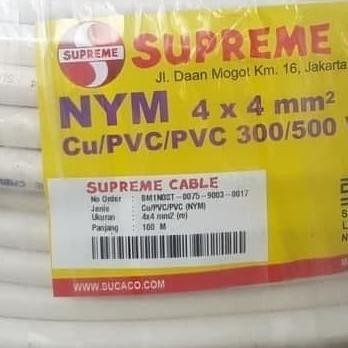 SUPREME
SUPREME
Jl. Daan Mogot Km. 16, Jakarta
NYM 4 x 4 mm²
Cu/PVC/PVC 300/500 V
SUPREME CABLE
No Order :
Jenis : Cu/PVC/PVC (NYM)
Ukuran : 4x4 mm2 (m)
Panjang : 100 M
WWW.SUCACO.COM